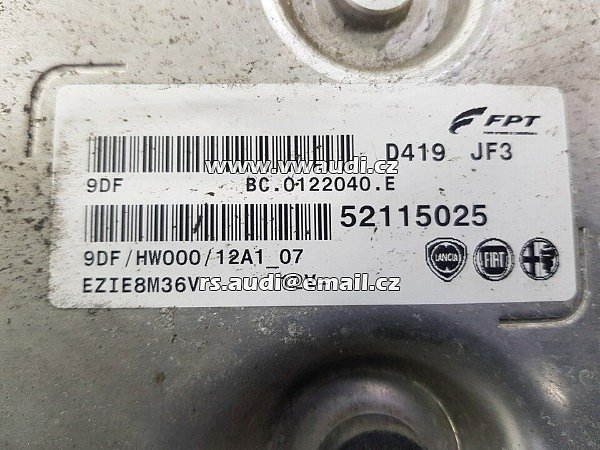 FPT
D419 JF3
www.vwaudi.cz
9DF BC.0122040.E
52115025
9DF/HW000/12A1_07
LANCIA FIAT
EZIE8M36V
rs.audi@email.cz